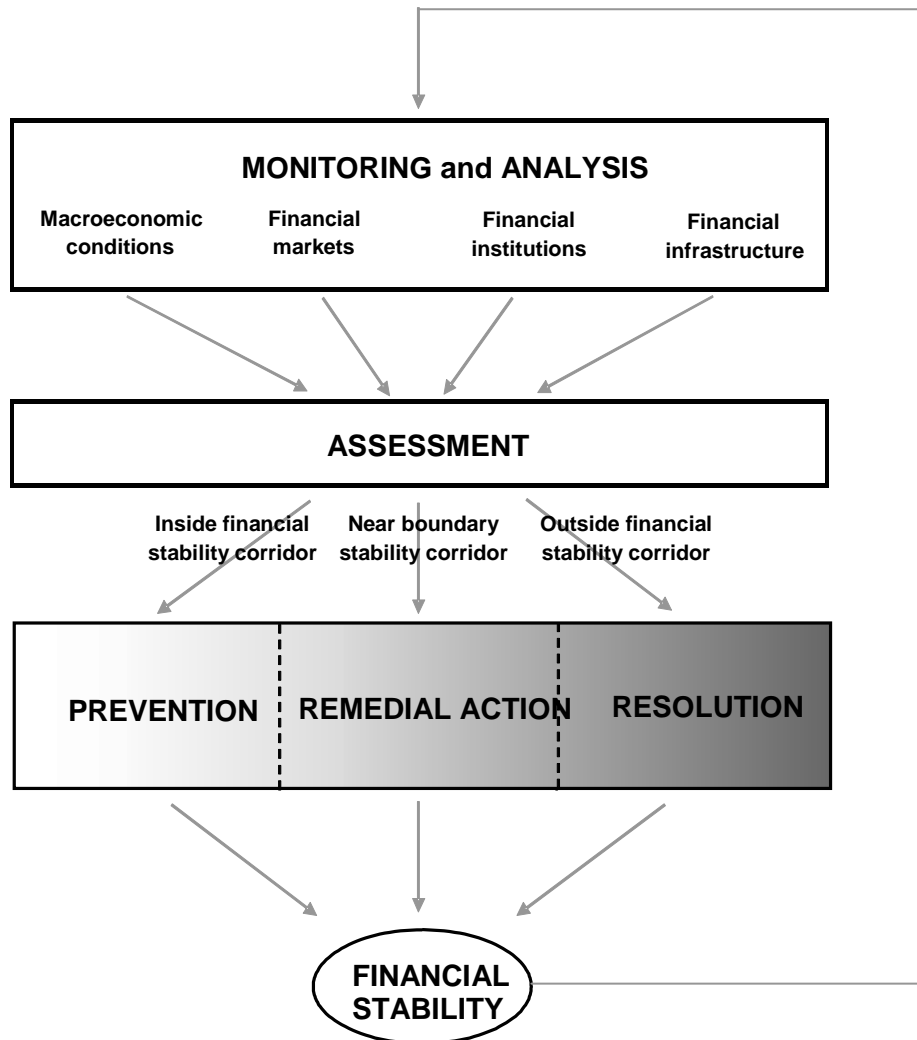 MONITORING and ANALYSIS
Macroeconomic
conditions
Financial
markets
Financial
institutions
Financial
infrastructure
ASSESSMENT
Inside financial
stability corridor
Near boundary
stability corridor
Outside financial
stability corridor
PREVENTION
REMEDIAL ACTION
RESOLUTION
FINANCIAL
STABILITY